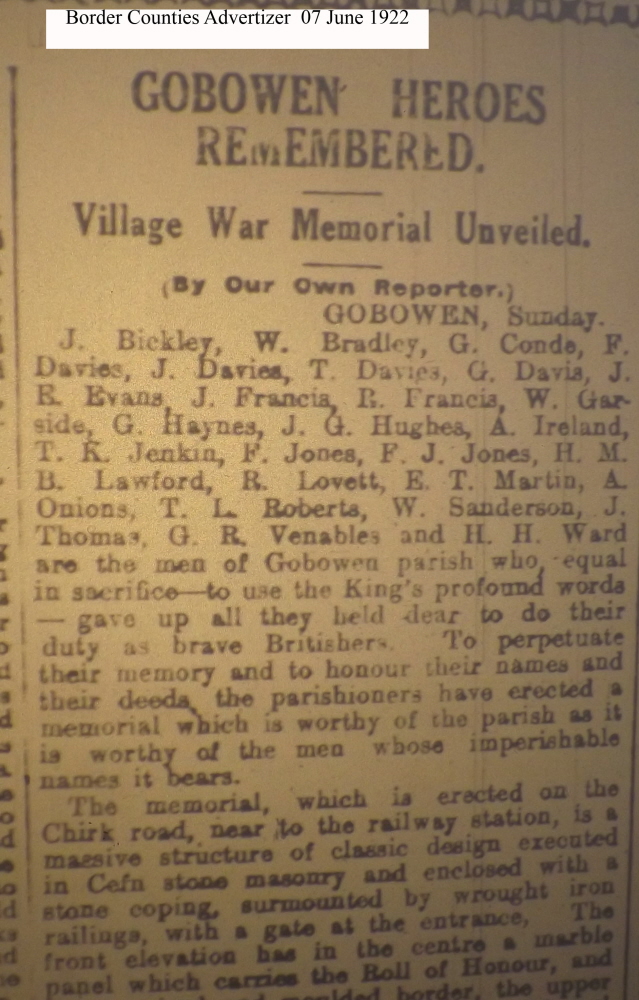 Border Counties Advertizer 07 June 1922
GOBOWEN HEROES
REMEMBERED.
Village War Memorial Unveiled.
(By Our Own Reporter.)
GOBOWEN, Sunday.
J. Bickley, W. Bradley, G. Conde, F.
Davies, J. Davies, T. Davies, G. Davis, J.
E. Evans, J. Francis, R. Francis, W. Gar-
side, G. Haynes, J. G. Hughes, A. Ireland,
T. K. Jenkin, F. Jones, F. J. Jones, H. M.
B. Lawford, R. Lovett, E. T. Martin, A.
Onions, T. L. Roberts, W. Sanderson, J.
Thomas, G. R. Venables and H. H. Ward
are the men of Gobowen parish who, equal
in sacrifice—to use the King's profound words
— gave up all they held dear to do their
duty as brave Britishers. To perpetuate
their memory and to honour their names and
their deeds, the parishioners have erected a
memorial which is worthy of the parish as it
is worthy of the men whose imperishable
names it bears.
The memorial, which is erected on the
Chirk road, near to the railway station, is a
massive structure of classic design executed
in Cefn stone masonry and enclosed with a
stone coping, surmounted by wrought iron
railings, with a gate at the entrance, The
front elevation has in the centre a marble
panel which carries the Roll of Honour, and
moulded border, the upper